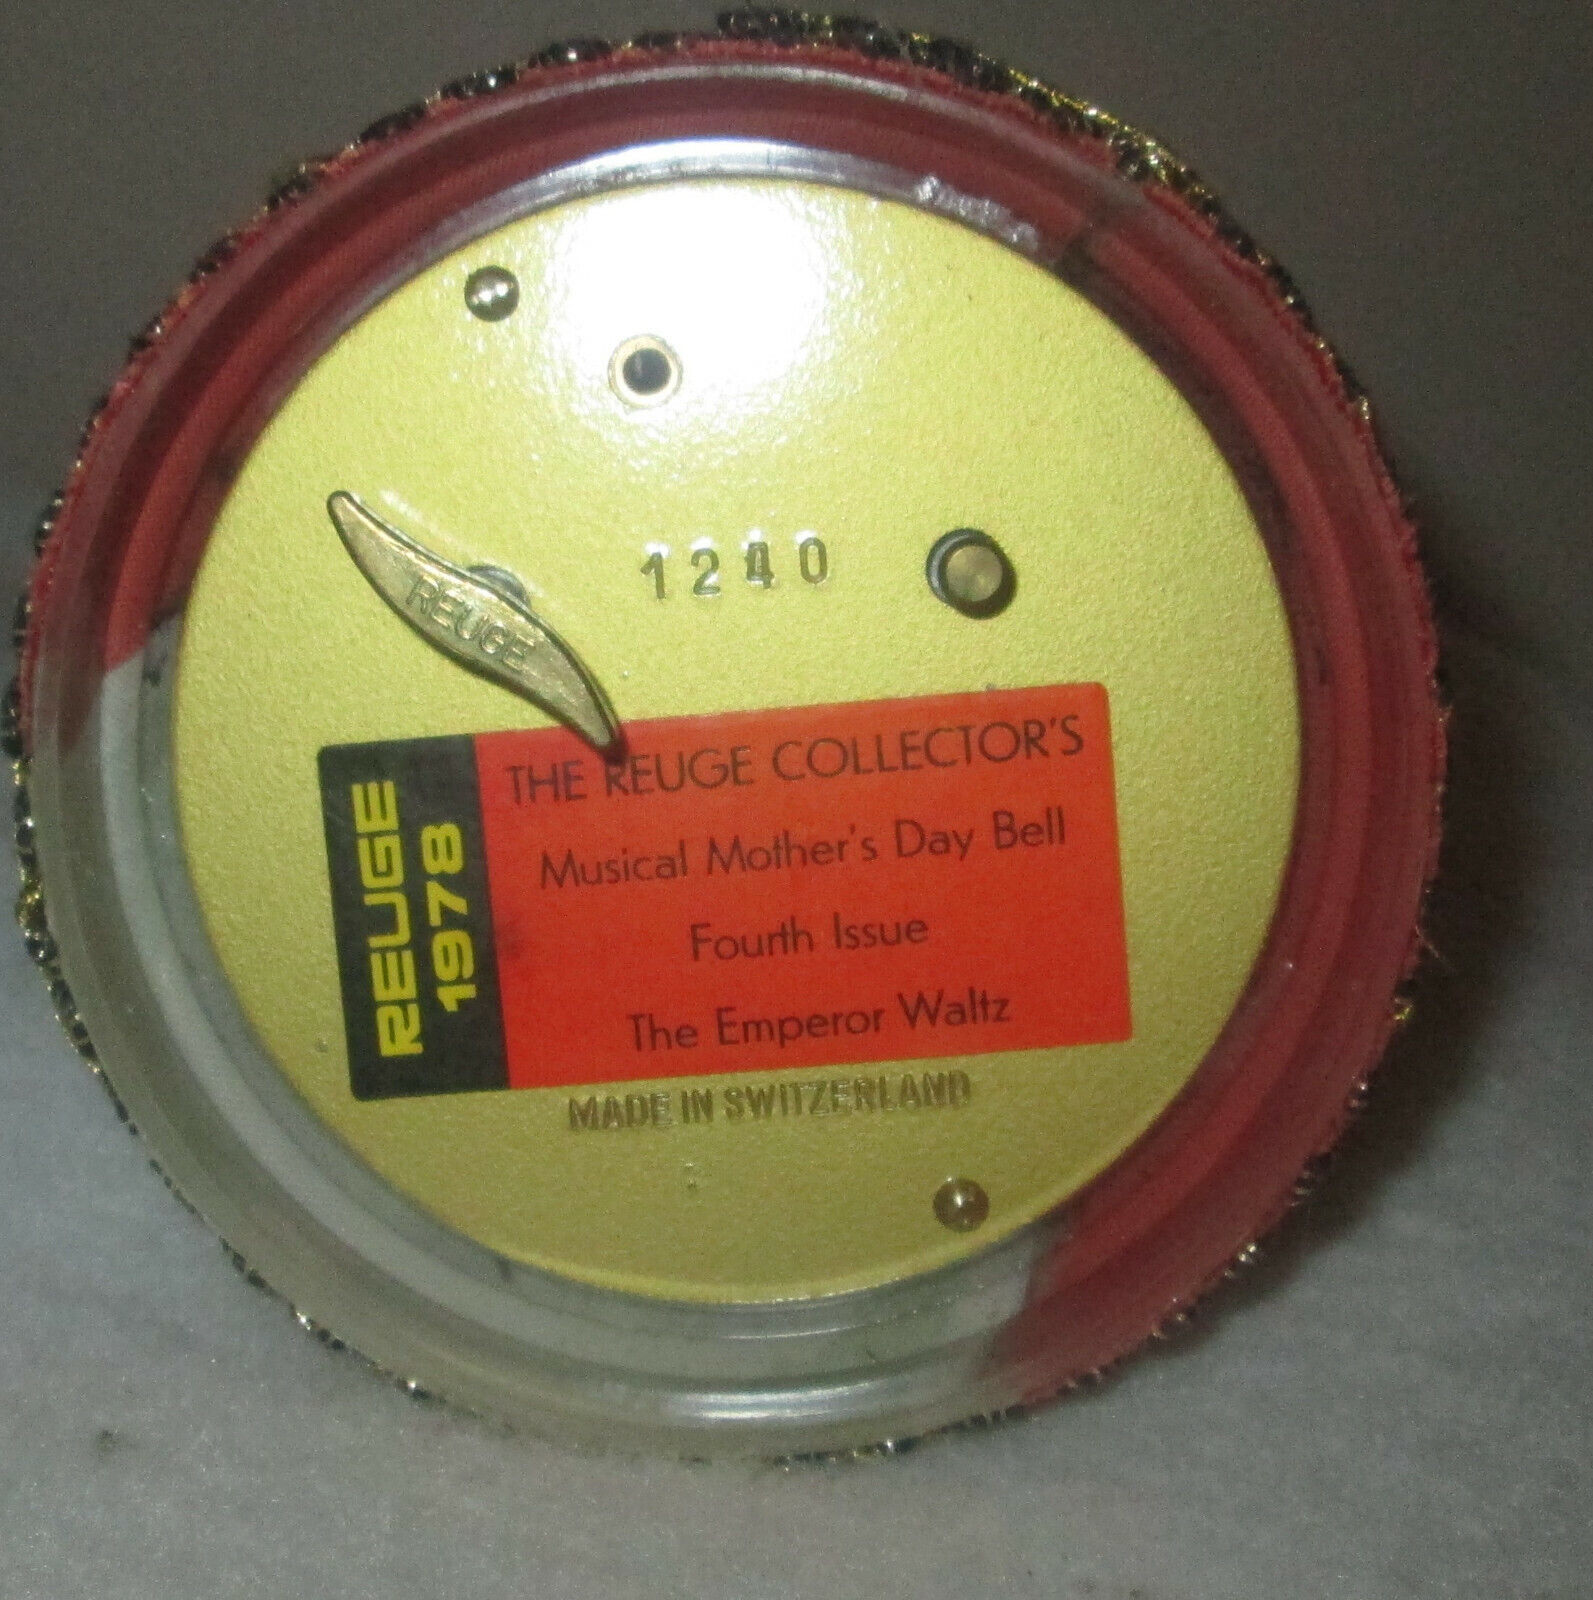 1240
REUGE
REUGE
1978
THE REUGE COLLECTOR'S
Musical Mother's Day Bell
Fourth Issue
The Emperor Waltz
MADE IN SWITZERLAND